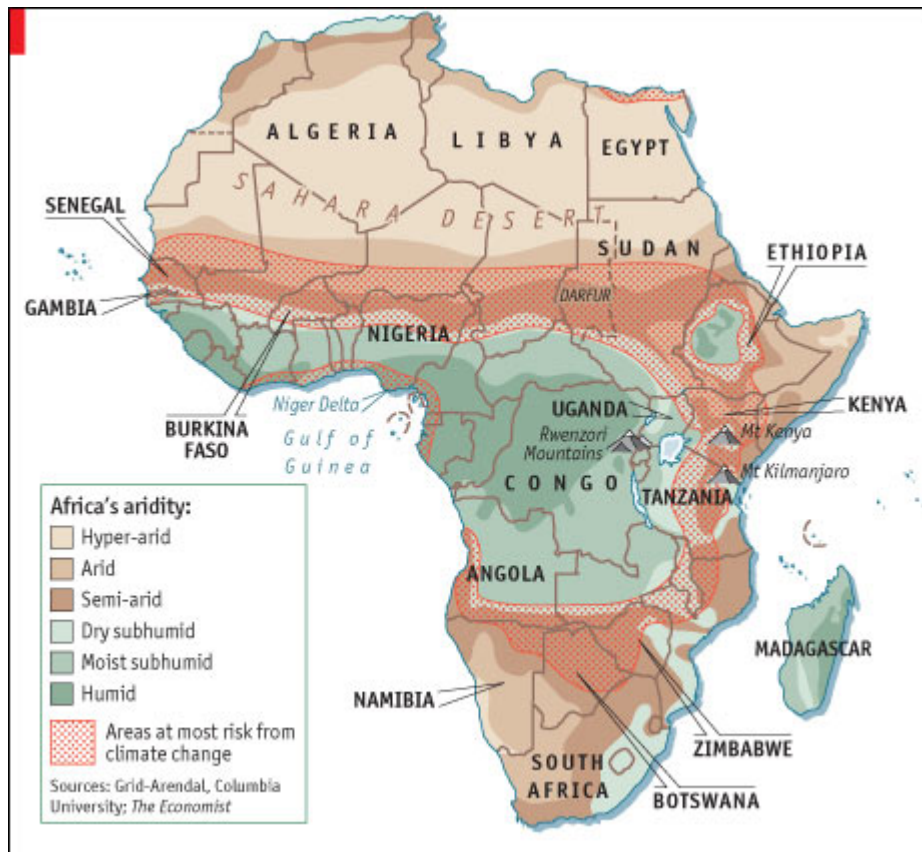 ALGERIA
LIBYA
EGYPT
SAHARA DESERT
SENEGAL
SUDAN
ETHIOPIA
DARFUR
GAMBIA
NIGERIA
Niger Delta
UGANDA
KENYA
BURKINA
FASO
Gulf of
Guinea
Rwenzori
Mountains
Mt Kenya
CONGO
Mt Kilmanjaro
TANZANIA
Africa's aridity:
Hyper-arid
Arid
Semi-arid
Dry subhumid
Moist subhumid
Humid
Areas at most risk from
climate change
Sources: Grid-Arendal, Columbia
University; The Economist
ANGOLA
MADAGASCAR
NAMIBIA
ZIMBABWE
SOUTH
AFRICA
BOTSWANA